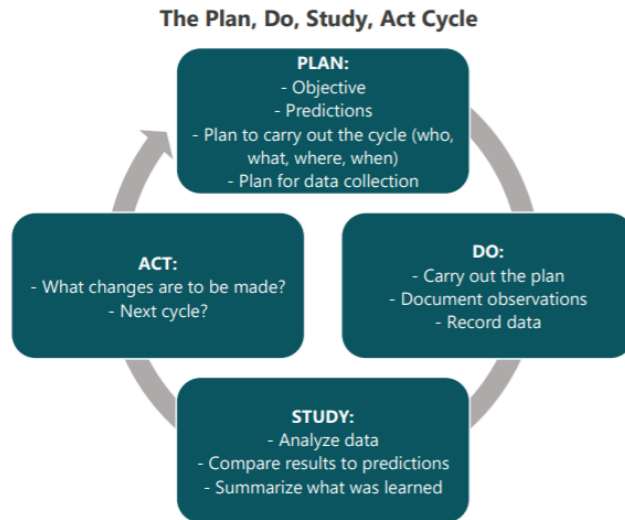 The Plan, Do, Study, Act Cycle
PLAN:
- Objective
- Predictions
- Plan to carry out the cycle (who,
what, where, when)
- Plan for data collection
DO:
- Carry out the plan
- Document observations
- Record data
STUDY:
- Analyze data
- Compare results to predictions
- Summarize what was learned
ACT:
- What changes are to be made?
- Next cycle?